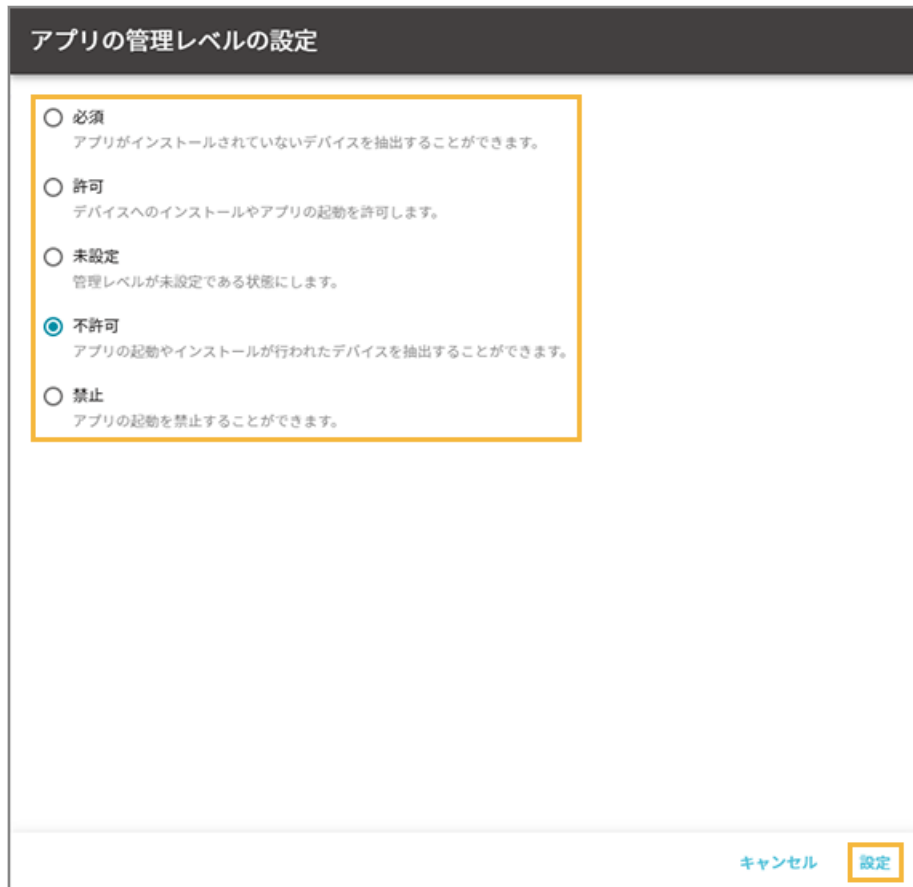 アプリの管理レベルの設定
必須
アプリがインストールされていないデバイスを抽出することができます。
許可
デバイスへのインストールやアプリの起動を許可します。
未設定
管理レベルが未設定である状態にします。
不許可
アプリの起動やインストールが行われたデバイスを抽出することができます。
禁止
アプリの起動を禁止することができます。
キャンセル 設定